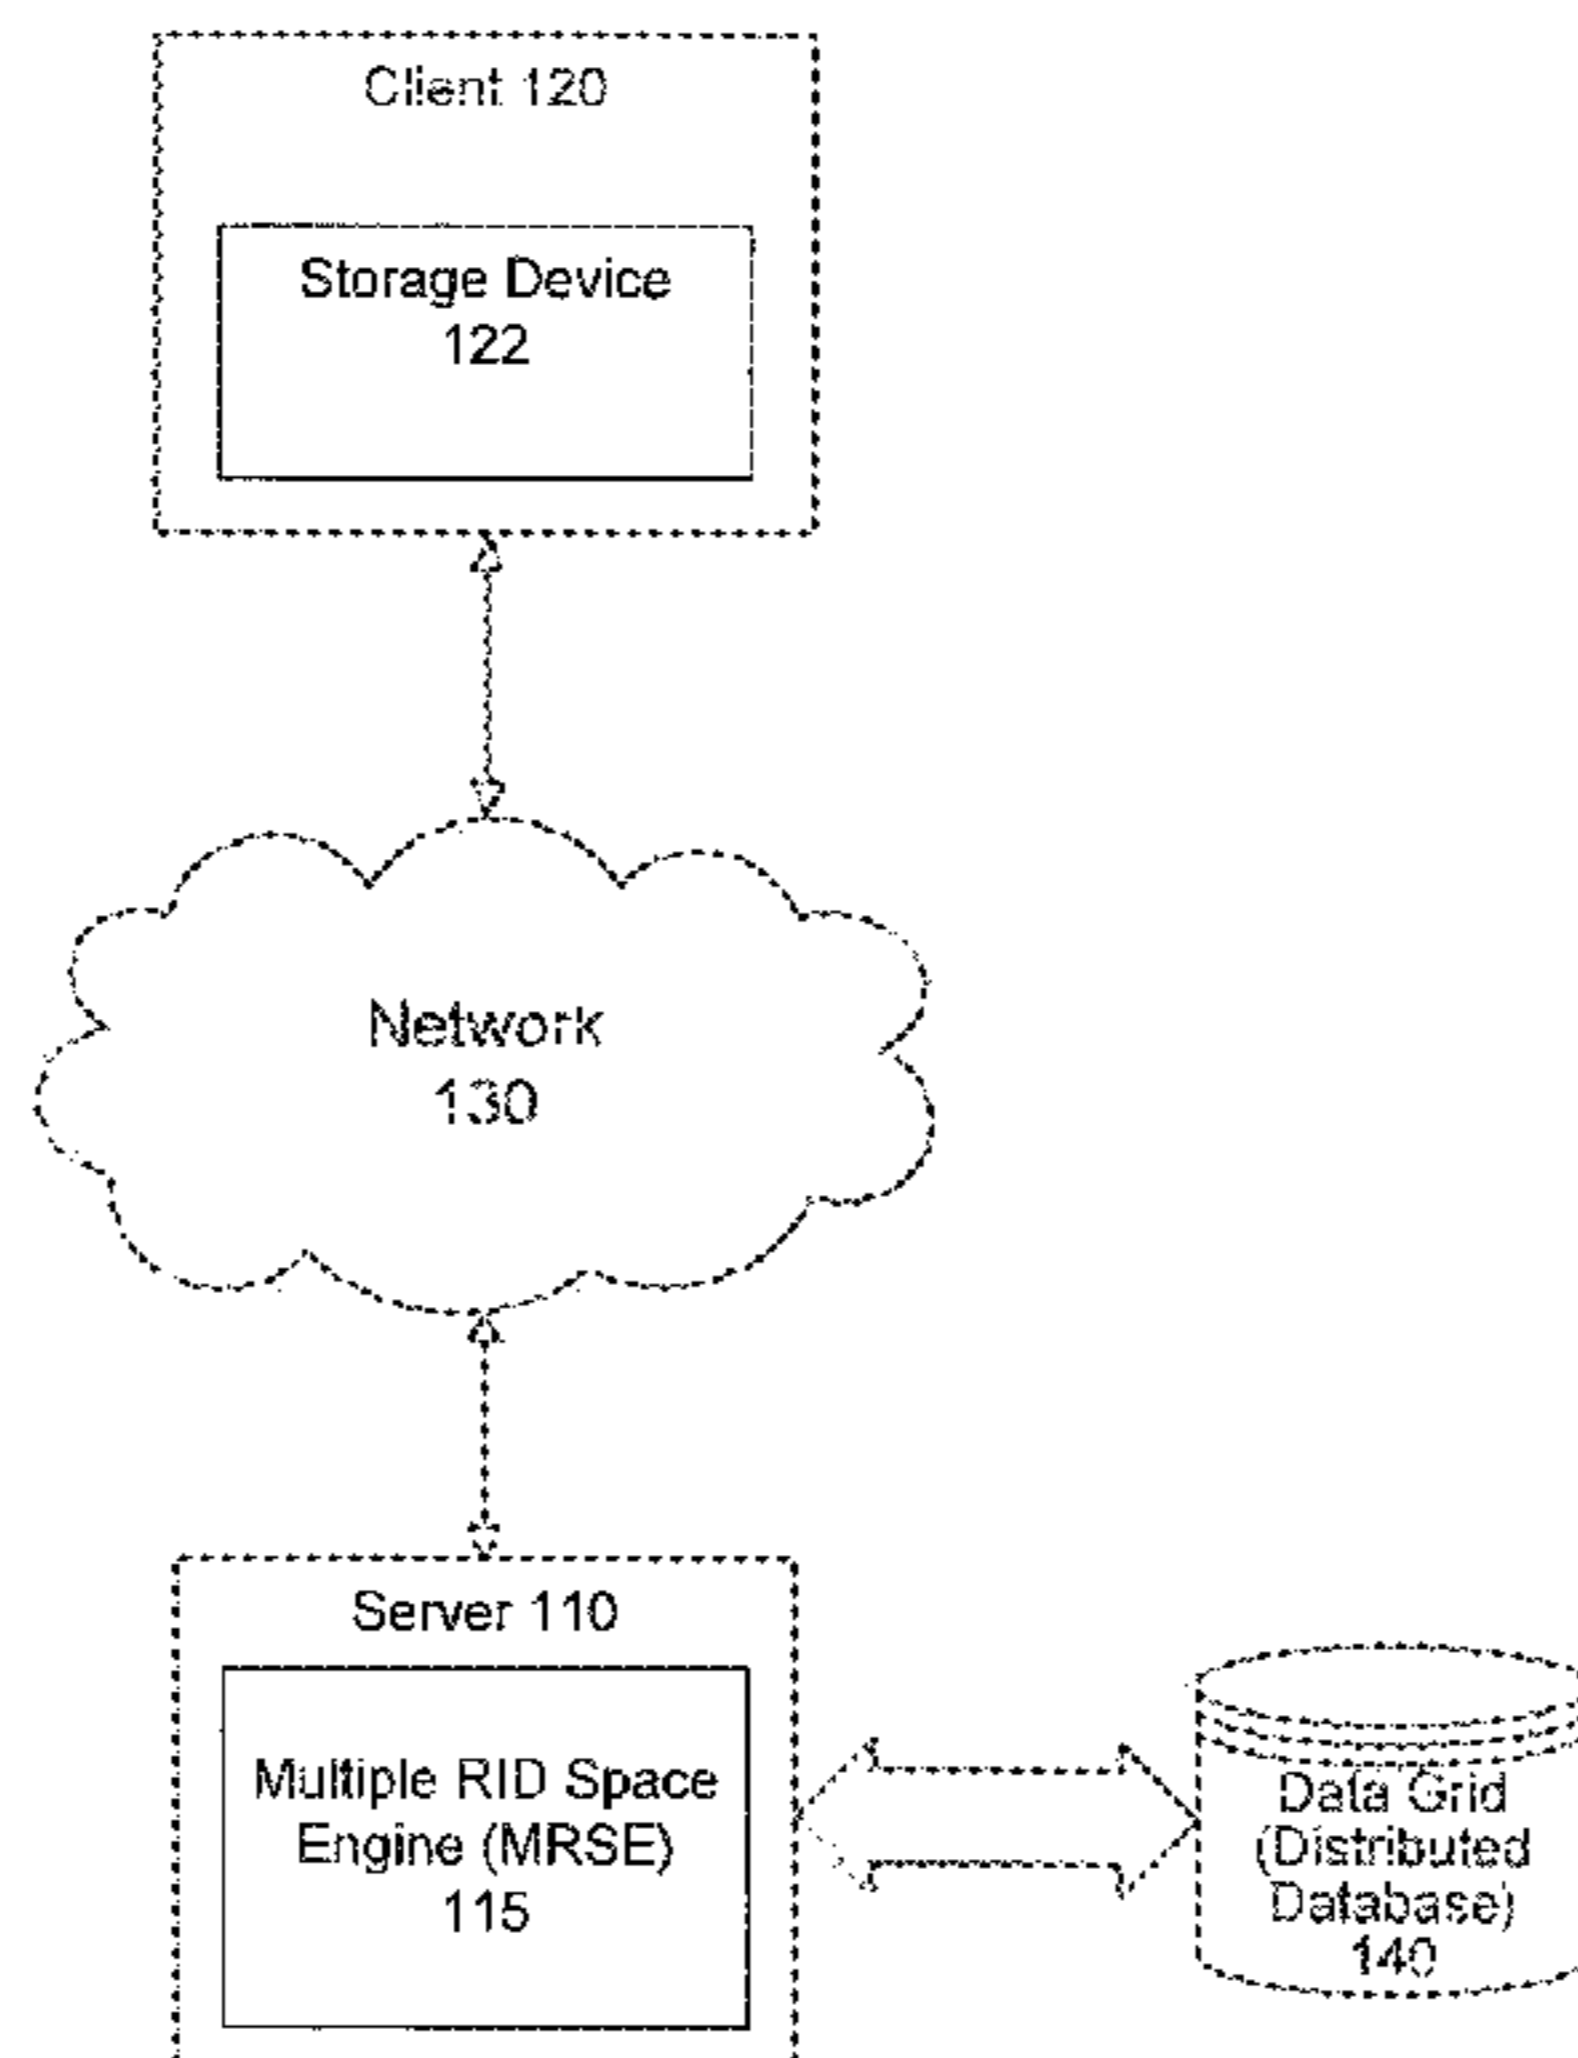 Client 120
Storage Device
122
Network
130
Server 110
Multiple RID Space
Engine (MRSE)
115
Data Grid
(Distributed
Database)
140